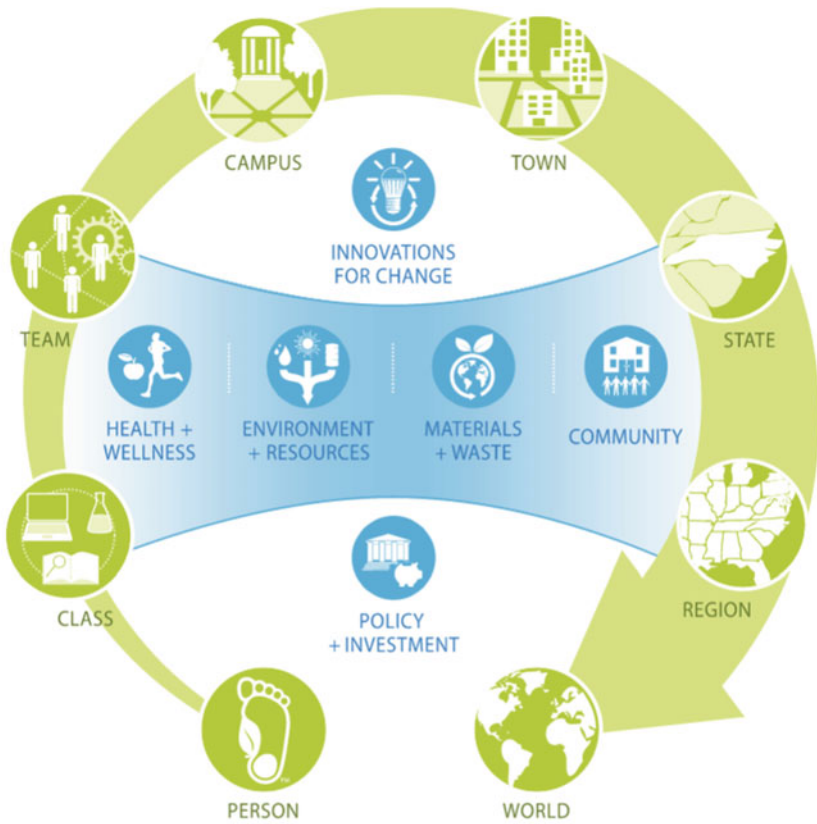 CAMPUS
TOWN
INNOVATIONS
FOR CHANGE
TEAM
STATE
HEALTH +
WELLNESS
ENVIRONMENT
+ RESOURCES
MATERIALS
+ WASTE
COMMUNITY
CLASS
POLICY
+ INVESTMENT
REGION
PERSON
WORLD